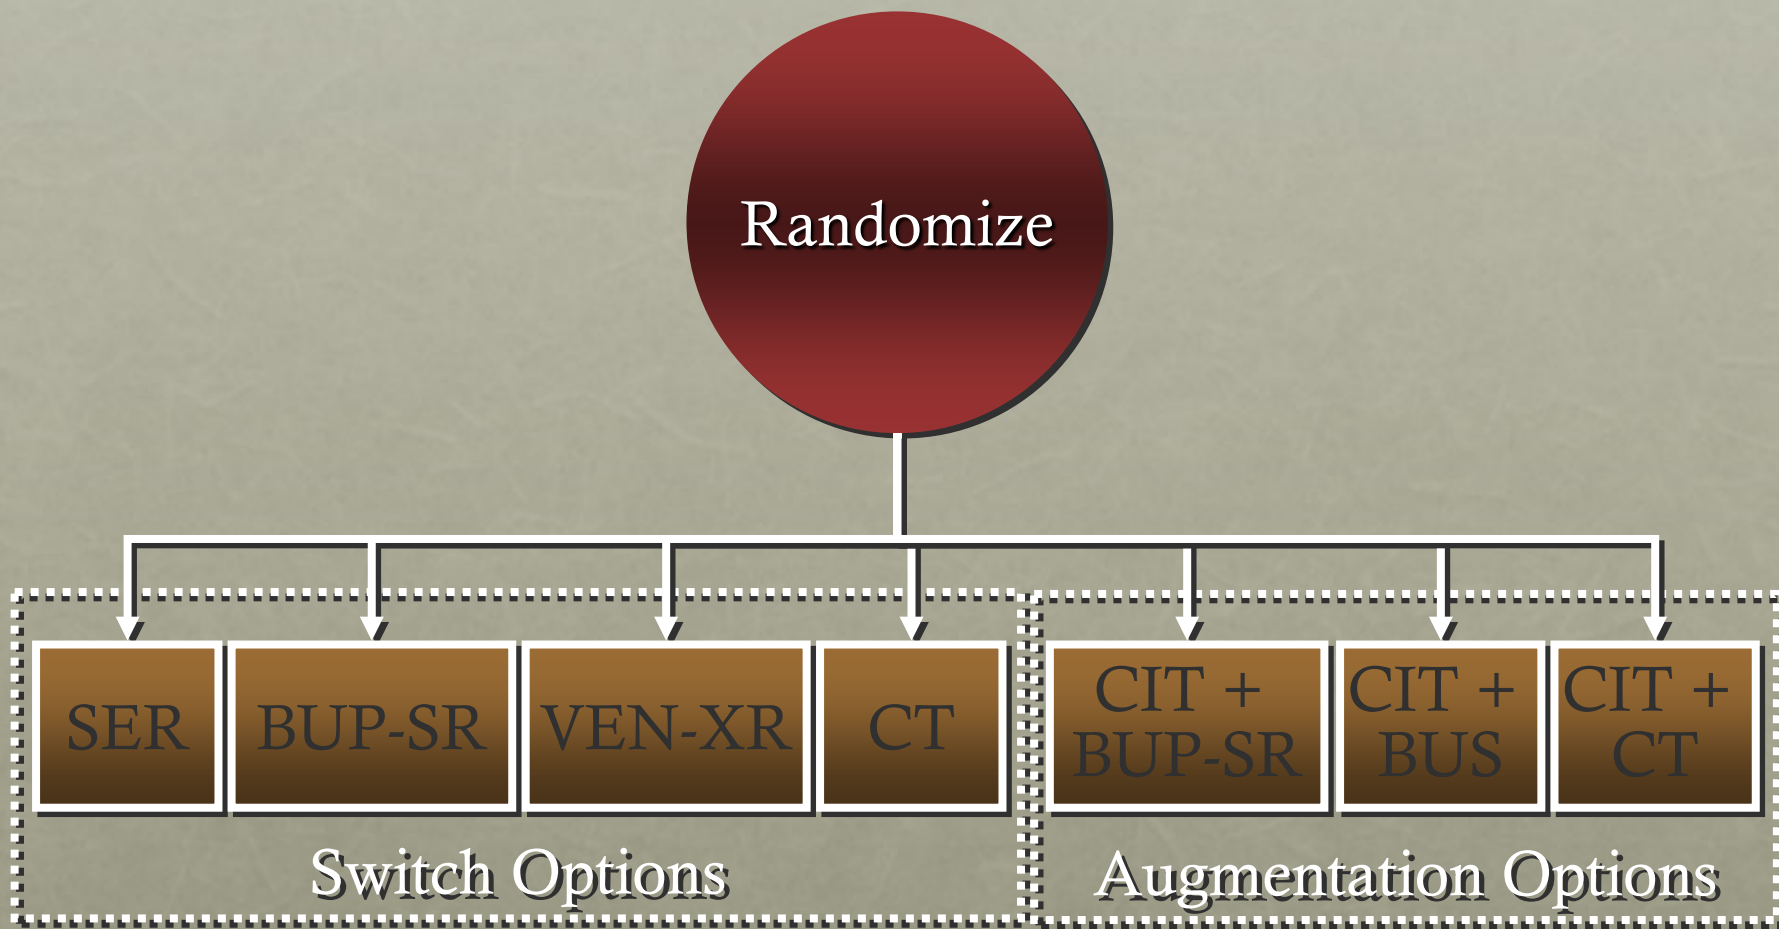 Randomize
SER
BUP-SR
VEN-XR
CT
CIT +
BUP-SR
CIT +
BUS
CIT +
CT
Switch Options
Augmentation Options